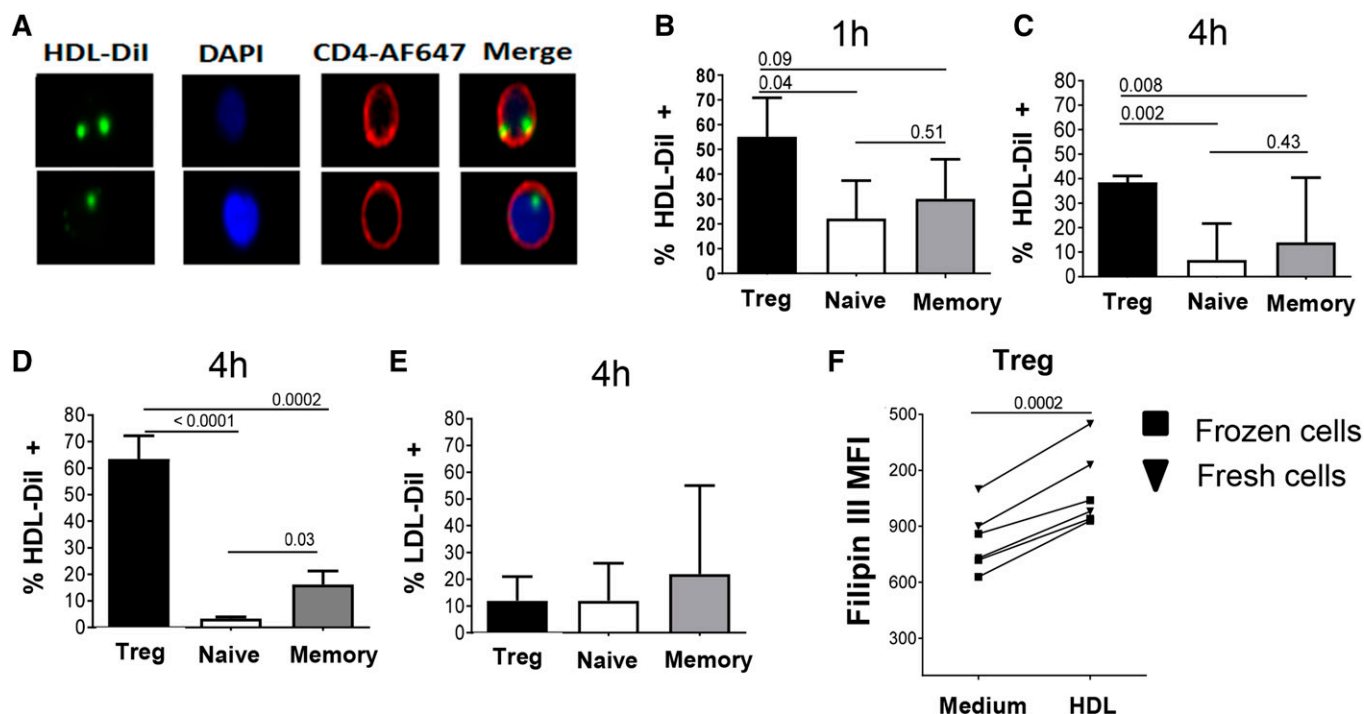 A
HDL-DiI DAPI CD4-AF647 Merge
B
1h
% HDL-DiI +
80
70
60
50
40
30
20
10
0
0.09
0.04
0.51
Treg Naive Memory
C
4h
% HDL-DiI +
80
70
60
50
40
30
20
10
0
0.008
0.002
0.43
Treg Naive Memory
D
4h
% HDL-DiI +
80
70
60
50
40
30
20
10
0
0.0002
< 0.0001
0.03
Treg Naive Memory
E
4h
% LDL-DiI +
80
70
60
50
40
30
20
10
0
Treg Naive Memory
F
Treg
Filipin III MFI
500
200
900
600
300
0.0002
Medium HDL
Frozen cells
Fresh cells